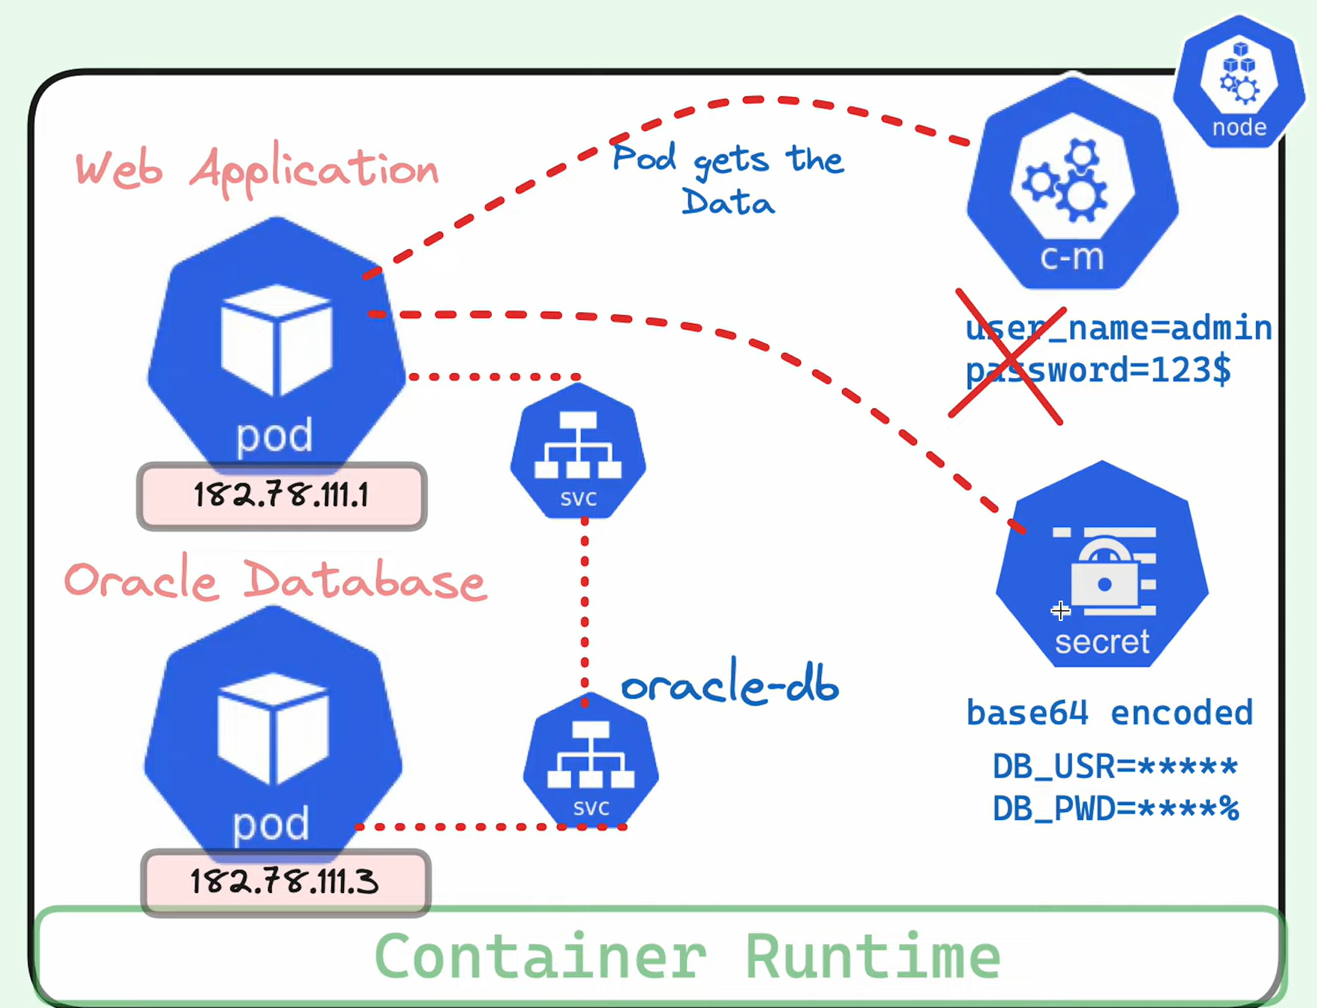 node
Web Application
Pod gets the
Data
c-m
user_name=admin
password=123$
pod
182.78.111.1
svc
Oracle Database
secret
oracle-db
base64 encoded
DB_USR=*****
DB_PWD=****%
svc
pod
182.78.111.3
Container Runtime